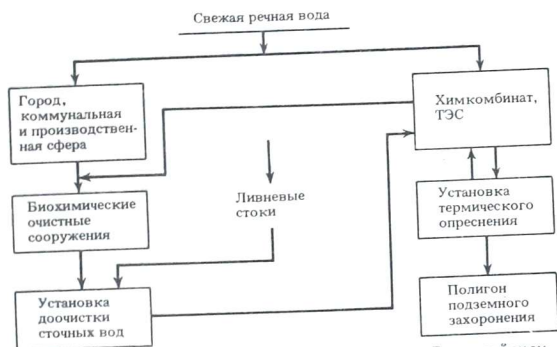 Свежая речная вода
Город,
коммунальная
и производствен-
ная сфера
Химкомбинат,
ТЭС
Биохимические
очистные
сооружения
Ливневые
стоки
Установка
термического
опреснения
Установка
доочистки
сточных вод
Полигон
подземного
захоронения